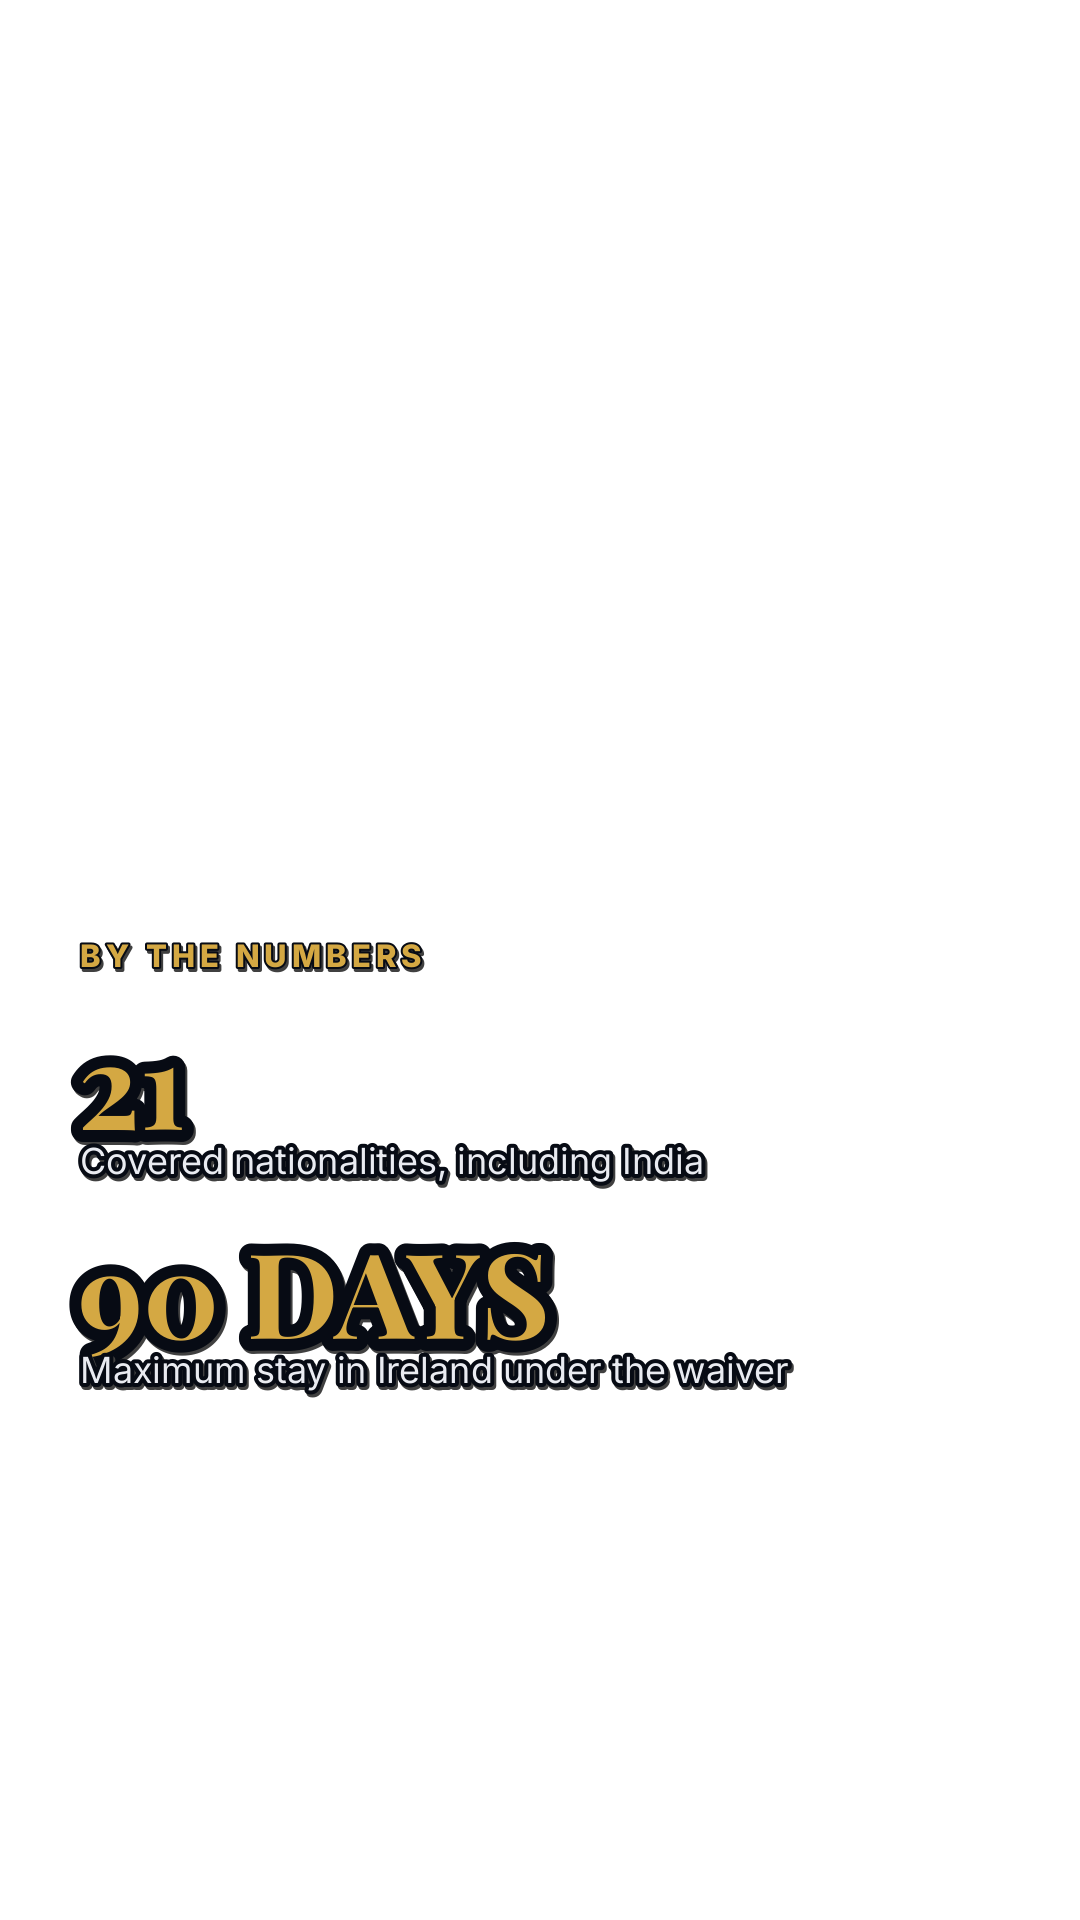 BY THE NUMBERS
21
Covered nationalities, including India
90 DAYS
Maximum stay in Ireland under the waiver